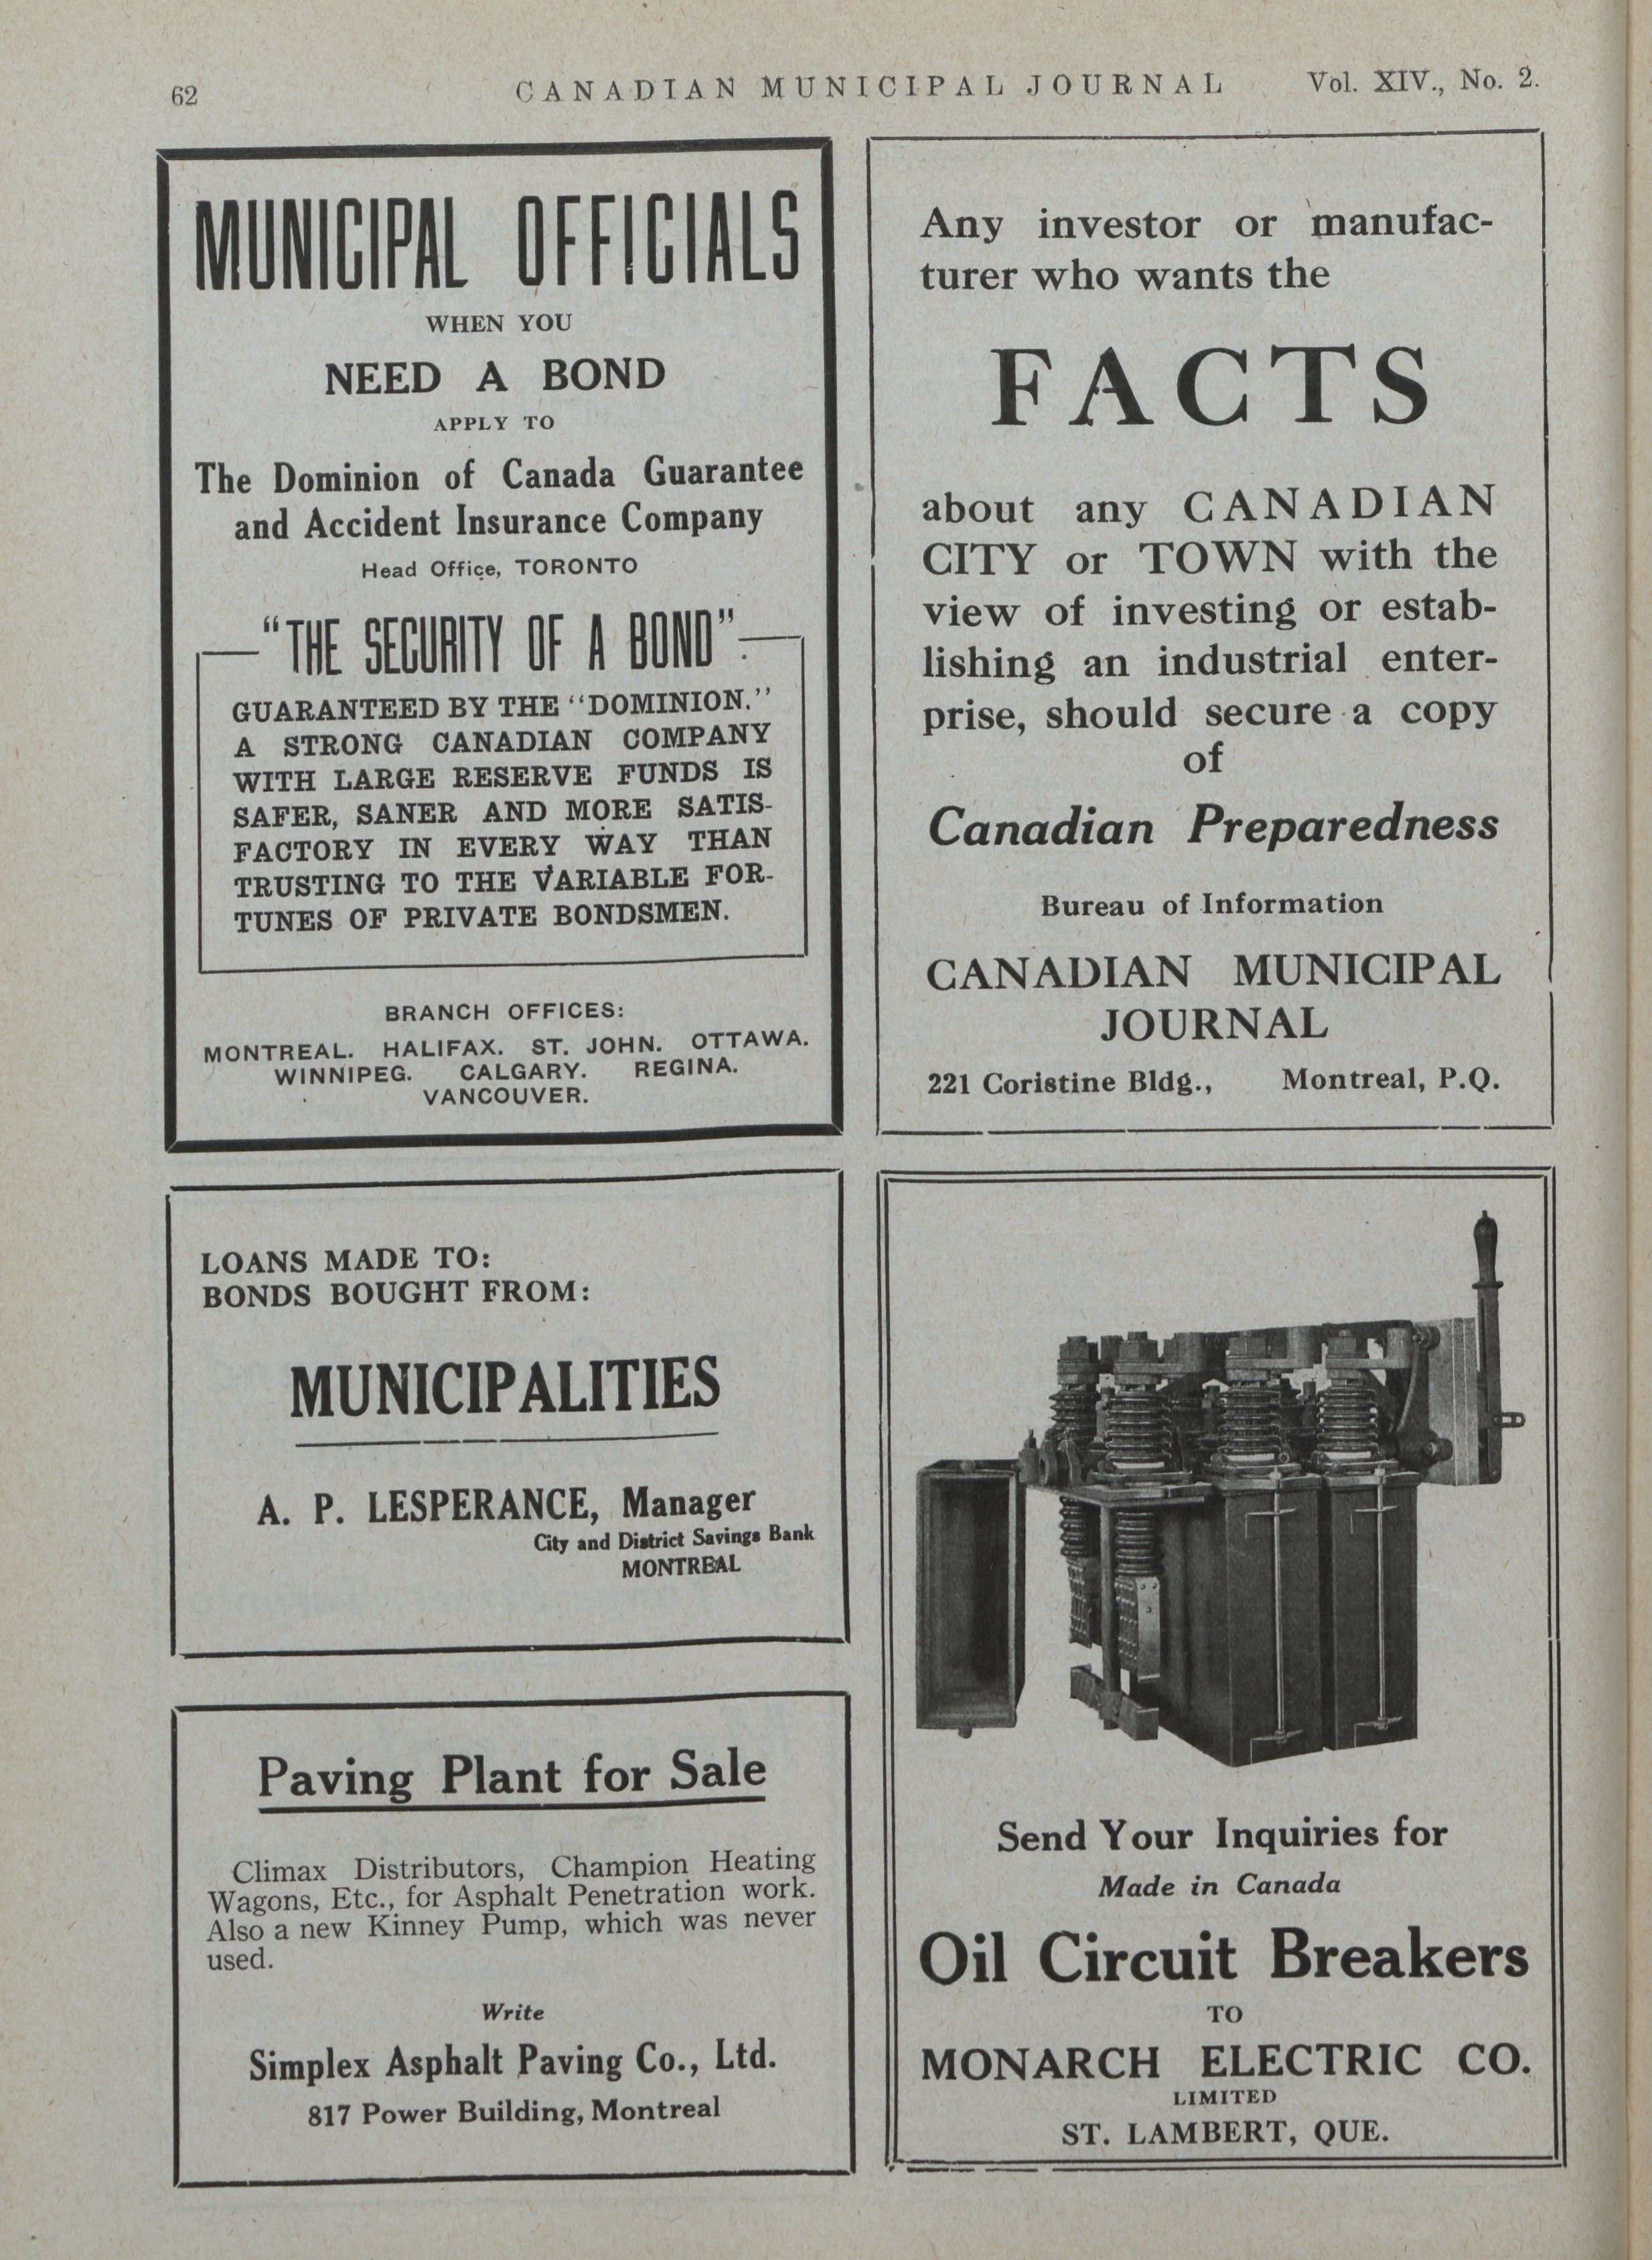 62
CANADIAN MUNICIPAL JOURNAL
Vol. XIV., No. 2.
MUNICIPAL OFFICIALS
WHEN YOU
NEED A BOND
APPLY TO
The Dominion of Canada Guarantee
and Accident Insurance Company
Head Office, TORONTO
"THE SECURITY OF A BOND"
GUARANTEED BY THE "DOMINION."
A STRONG CANADIAN COMPANY
WITH LARGE RESERVE FUNDS IS
SAFER, SANER AND MORE SATIS-
FACTORY IN EVERY WAY THAN
TRUSTING TO THE VARIABLE FOR-
TUNES OF PRIVATE BONDSMEN.
BRANCH OFFICES:
MONTREAL. HALIFAX. ST. JOHN. OTTAWA.
WINNIPEG. CALGARY. REGINA.
VANCOUVER.
Any investor or manufac-
turer who wants the
FACTS
about any CANADIAN
CITY or TOWN with the
view of investing or estab-
lishing an industrial enter-
prise, should secure a copy
of
Canadian Preparedness
Bureau of Information
CANADIAN MUNICIPAL
JOURNAL
221 Coristine Bldg., Montreal, P.Q.
LOANS MADE TO:
BONDS BOUGHT FROM:
MUNICIPALITIES
A. P. LESPERANCE, Manager
City and District Savings Bank
MONTREAL
Paving Plant for Sale
Climax Distributors, Champion Heating
Wagons, Etc., for Asphalt Penetration work.
Also a new Kinney Pump, which was never
used.
Write
Simplex Asphalt Paving Co., Ltd.
817 Power Building, Montreal
Send Your Inquiries for
Made in Canada
Oil Circuit Breakers
TO
MONARCH ELECTRIC CO.
LIMITED
ST. LAMBERT, QUE.